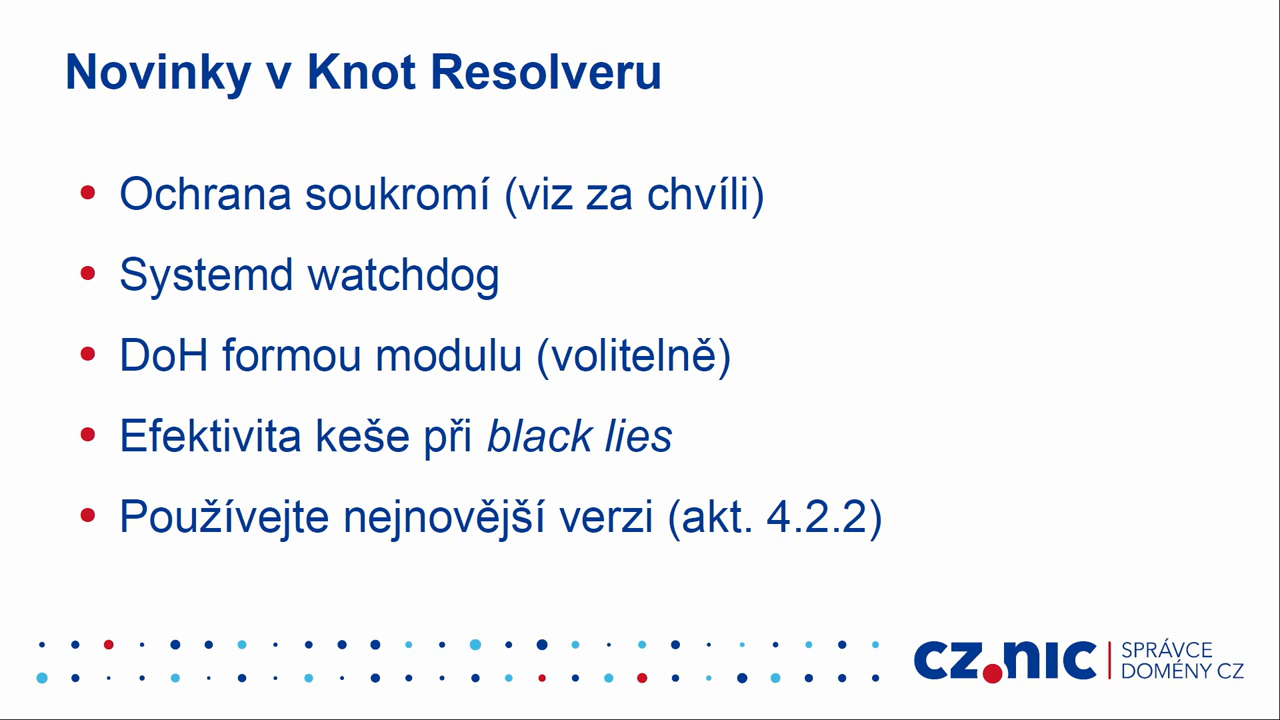 Novinky v Knot Resolveru
Ochrana soukromí (viz za chvíli)
Systemd watchdog
DoH formou modulu (volitelně)
Efektivita keše při black lies
Používejte nejnovější verzi (akt. 4.2.2)
CZ.NIC
SPRÁVCE
DOMÉNY CZ